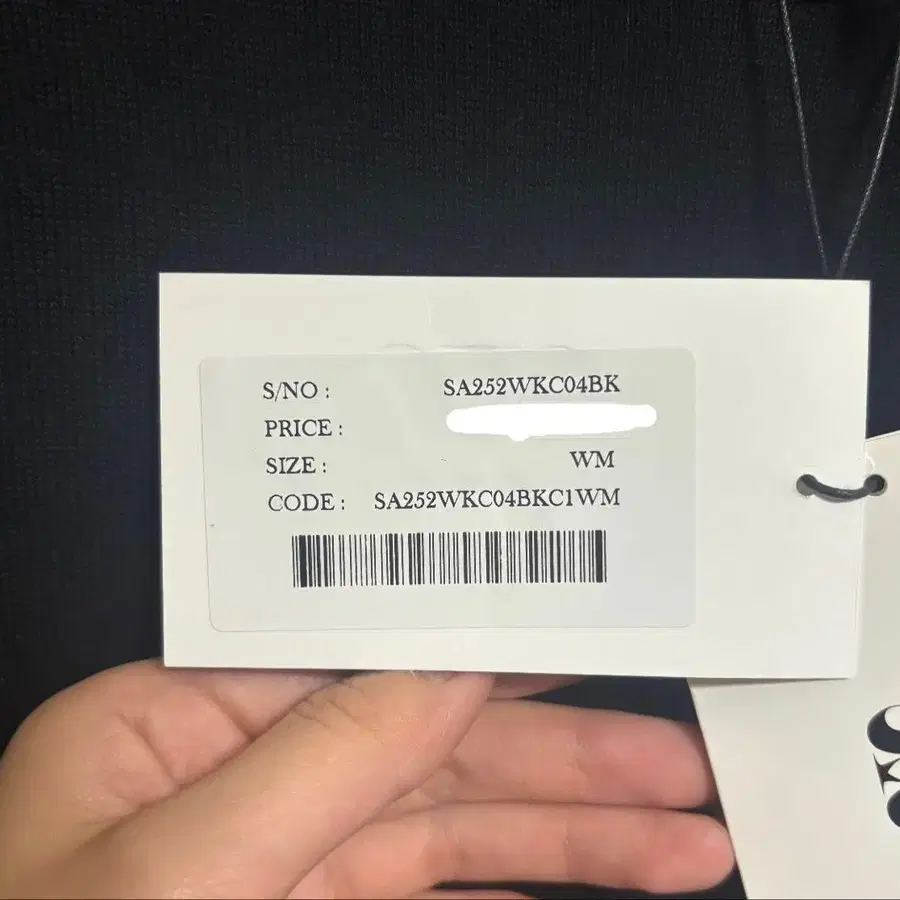 S/NO : SA252WKC04BK
PRICE :
SIZE : WM
CODE : SA252WKC04BKC1WM